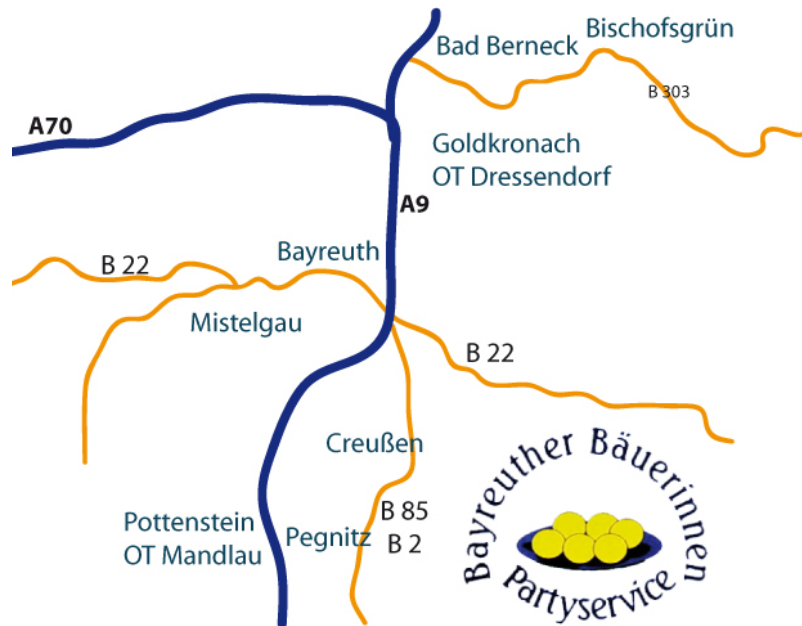 Bischofsgrün
Bad Berneck
B 303
A70
Goldkronach
OT Dressendorf
A9
Bayreuth
B 22
Mistelgau
B 22
Creußen
Bayreuther Bäuerinnen
Partyservice
Pottenstein
OT Mandlau
Pegnitz
B 85
B 2